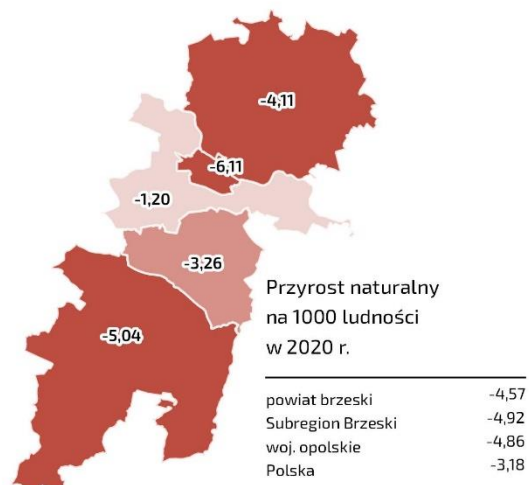 -4,11
-6,11
-1,20
-3,26
-5,04
Przyrost naturalny
na 1000 ludności
w 2020 r.
powiat brzeski -4,57
Subregion Brzeski -4,92
woj. opolskie -4,86
Polska -3,18